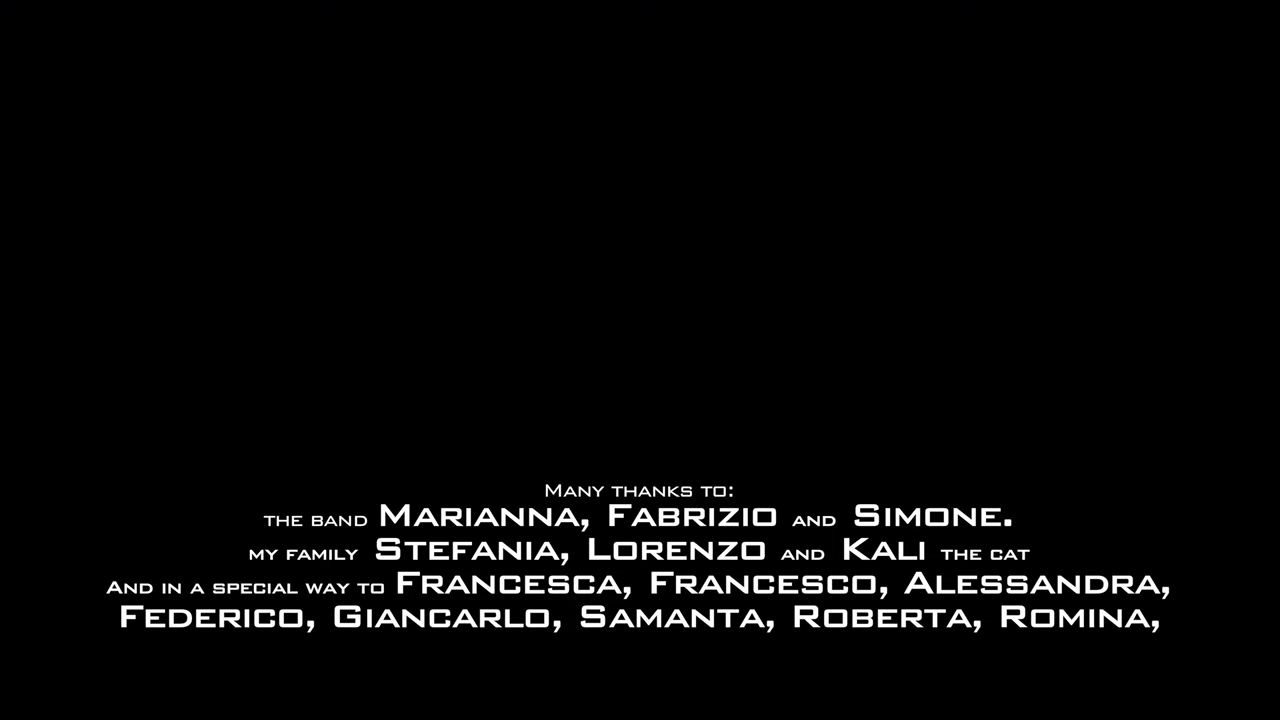 Many thanks to:
the band Marianna, Fabrizio and Simone.
my family Stefania, Lorenzo and Kali the cat
And in a special way to Francesca, Francesco, Alessandra,
Federico, Giancarlo, Samanta, Roberta, Romina,